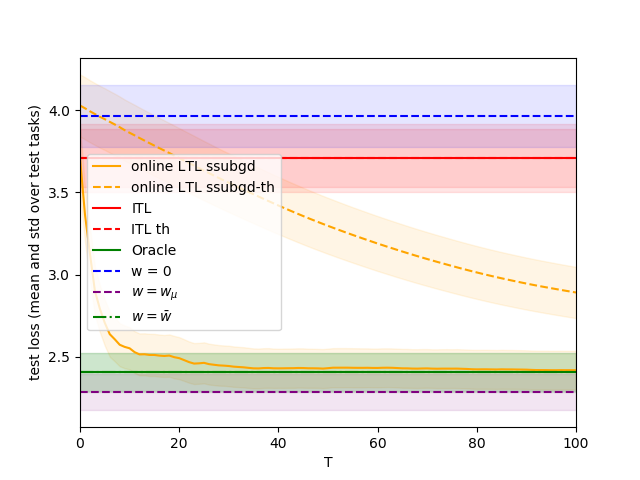 test loss (mean and std over test tasks)
4.0
3.5
3.0
2.5
online LTL ssubgd
online LTL ssubgd-th
ITL
ITL th
Oracle
w = 0
w = w_μ
w = w̄
0 20 40 60 80 100
T